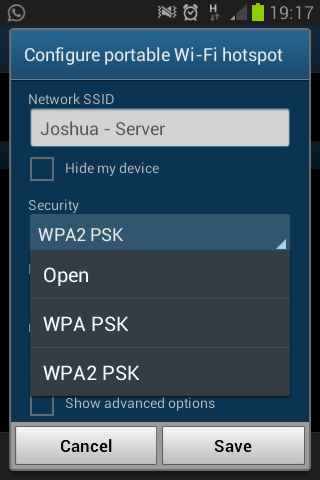 H 19:17
Configure portable Wi-Fi hotspot
Network SSID
Joshua - Server
Hide my device
Security
WPA2 PSK
Open
WPA PSK
WPA2 PSK
Show advanced options
Cancel Save